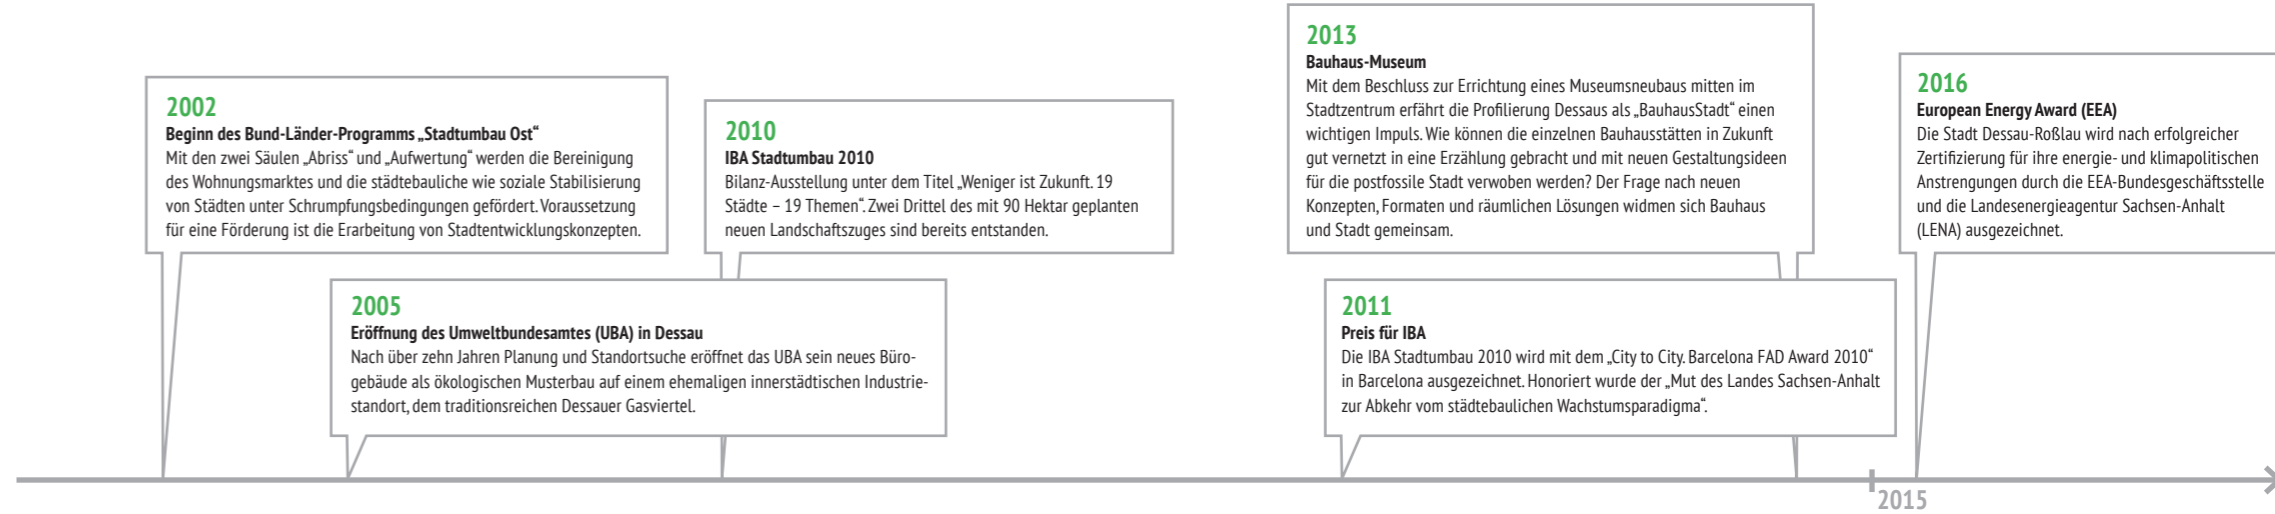 2002
Beginn des Bund-Länder-Programms „Stadtumbau Ost“
Mit den zwei Säulen „Abriss“ und „Aufwertung“ werden die Bereinigung
des Wohnungsmarktes und die städtebauliche wie soziale Stabilisierung
von Städten unter Schrumpfungsbedingungen gefördert. Voraussetzung
für eine Förderung ist die Erarbeitung von Stadtentwicklungskonzepten.
2005
Eröffnung des Umweltbundesamtes (UBA) in Dessau
Nach über zehn Jahren Planung und Standortsuche eröffnet das UBA sein neues Büro-
gebäude als ökologischen Musterbau auf einem ehemaligen innerstädtischen Industrie-
standort, dem traditionsreichen Dessauer Gasviertel.
2010
IBA Stadtumbau 2010
Bilanz-Ausstellung unter dem Titel „Weniger ist Zukunft. 19
Städte – 19 Themen“. Zwei Drittel des mit 90 Hektar geplanten
neuen Landschaftszuges sind bereits entstanden.
2011
Preis für IBA
Die IBA Stadtumbau 2010 wird mit dem „City to City. Barcelona FAD Award 2010“
in Barcelona ausgezeichnet. Honoriert wurde der „Mut des Landes Sachsen-Anhalt
zur Abkehr vom städtebaulichen Wachstumsparadigma“.
2013
Bauhaus-Museum
Mit dem Beschluss zur Errichtung eines Museumsneubaus mitten im
Stadtzentrum erfährt die Profilierung Dessaus als „BauhausStadt“ einen
wichtigen Impuls. Wie können die einzelnen Bauhausstätten in Zukunft
gut vernetzt in eine Erzählung gebracht und mit neuen Gestaltungsideen
für die postfossile Stadt verwoben werden? Der Frage nach neuen
Konzepten, Formaten und räumlichen Lösungen widmen sich Bauhaus
und Stadt gemeinsam.
2015
2016
European Energy Award (EEA)
Die Stadt Dessau-Roßlau wird nach erfolgreicher
Zertifizierung für ihre energie- und klimapolitischen
Anstrengungen durch die EEA-Bundesgeschäftsstelle
und die Landesenergieagentur Sachsen-Anhalt
(LENA) ausgezeichnet.